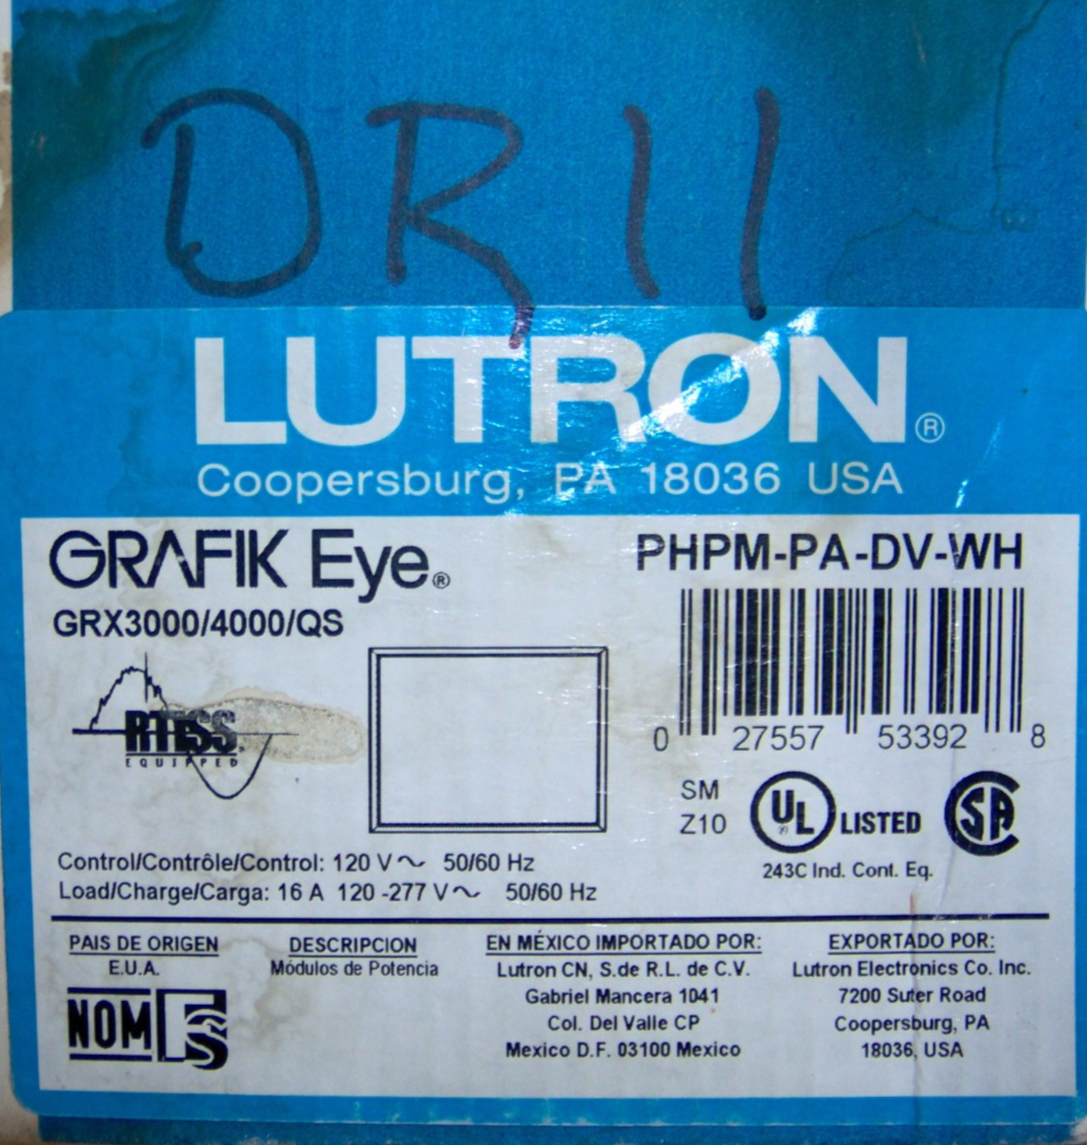 DR11
LUTRON®
Coopersburg, PA 18036 USA
GRAFIK Eye®
PHPM-PA-DV-WH
GRX3000/4000/QS
RTISS
EQUIPPED
0 27557 53392 8
SM
Z10
UL
LISTED
SA
243C Ind. Cont. Eq.
Control/Contrôle/Control: 120 V~ 50/60 Hz
Load/Charge/Carga: 16 A 120 -277 V~ 50/60 Hz
PAIS DE ORIGEN
E.U.A.
NOM
DESCRIPCION
Módulos de Potencia
EN MÉXICO IMPORTADO POR:
Lutron CN, S.de R.L. de C.V.
Gabriel Mancera 1041
Col. Del Valle CP
Mexico D.F. 03100 Mexico
EXPORTADO POR:
Lutron Electronics Co. Inc.
7200 Suter Road
Coopersburg, PA
18036, USA